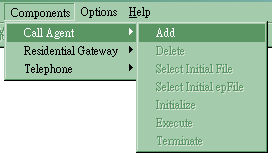 Components Options Help
Call Agent
Residential Gateway
Telephone
Add
Delete
Select Initial File
Select Initial epFile
Initialize
Execute
Terminate